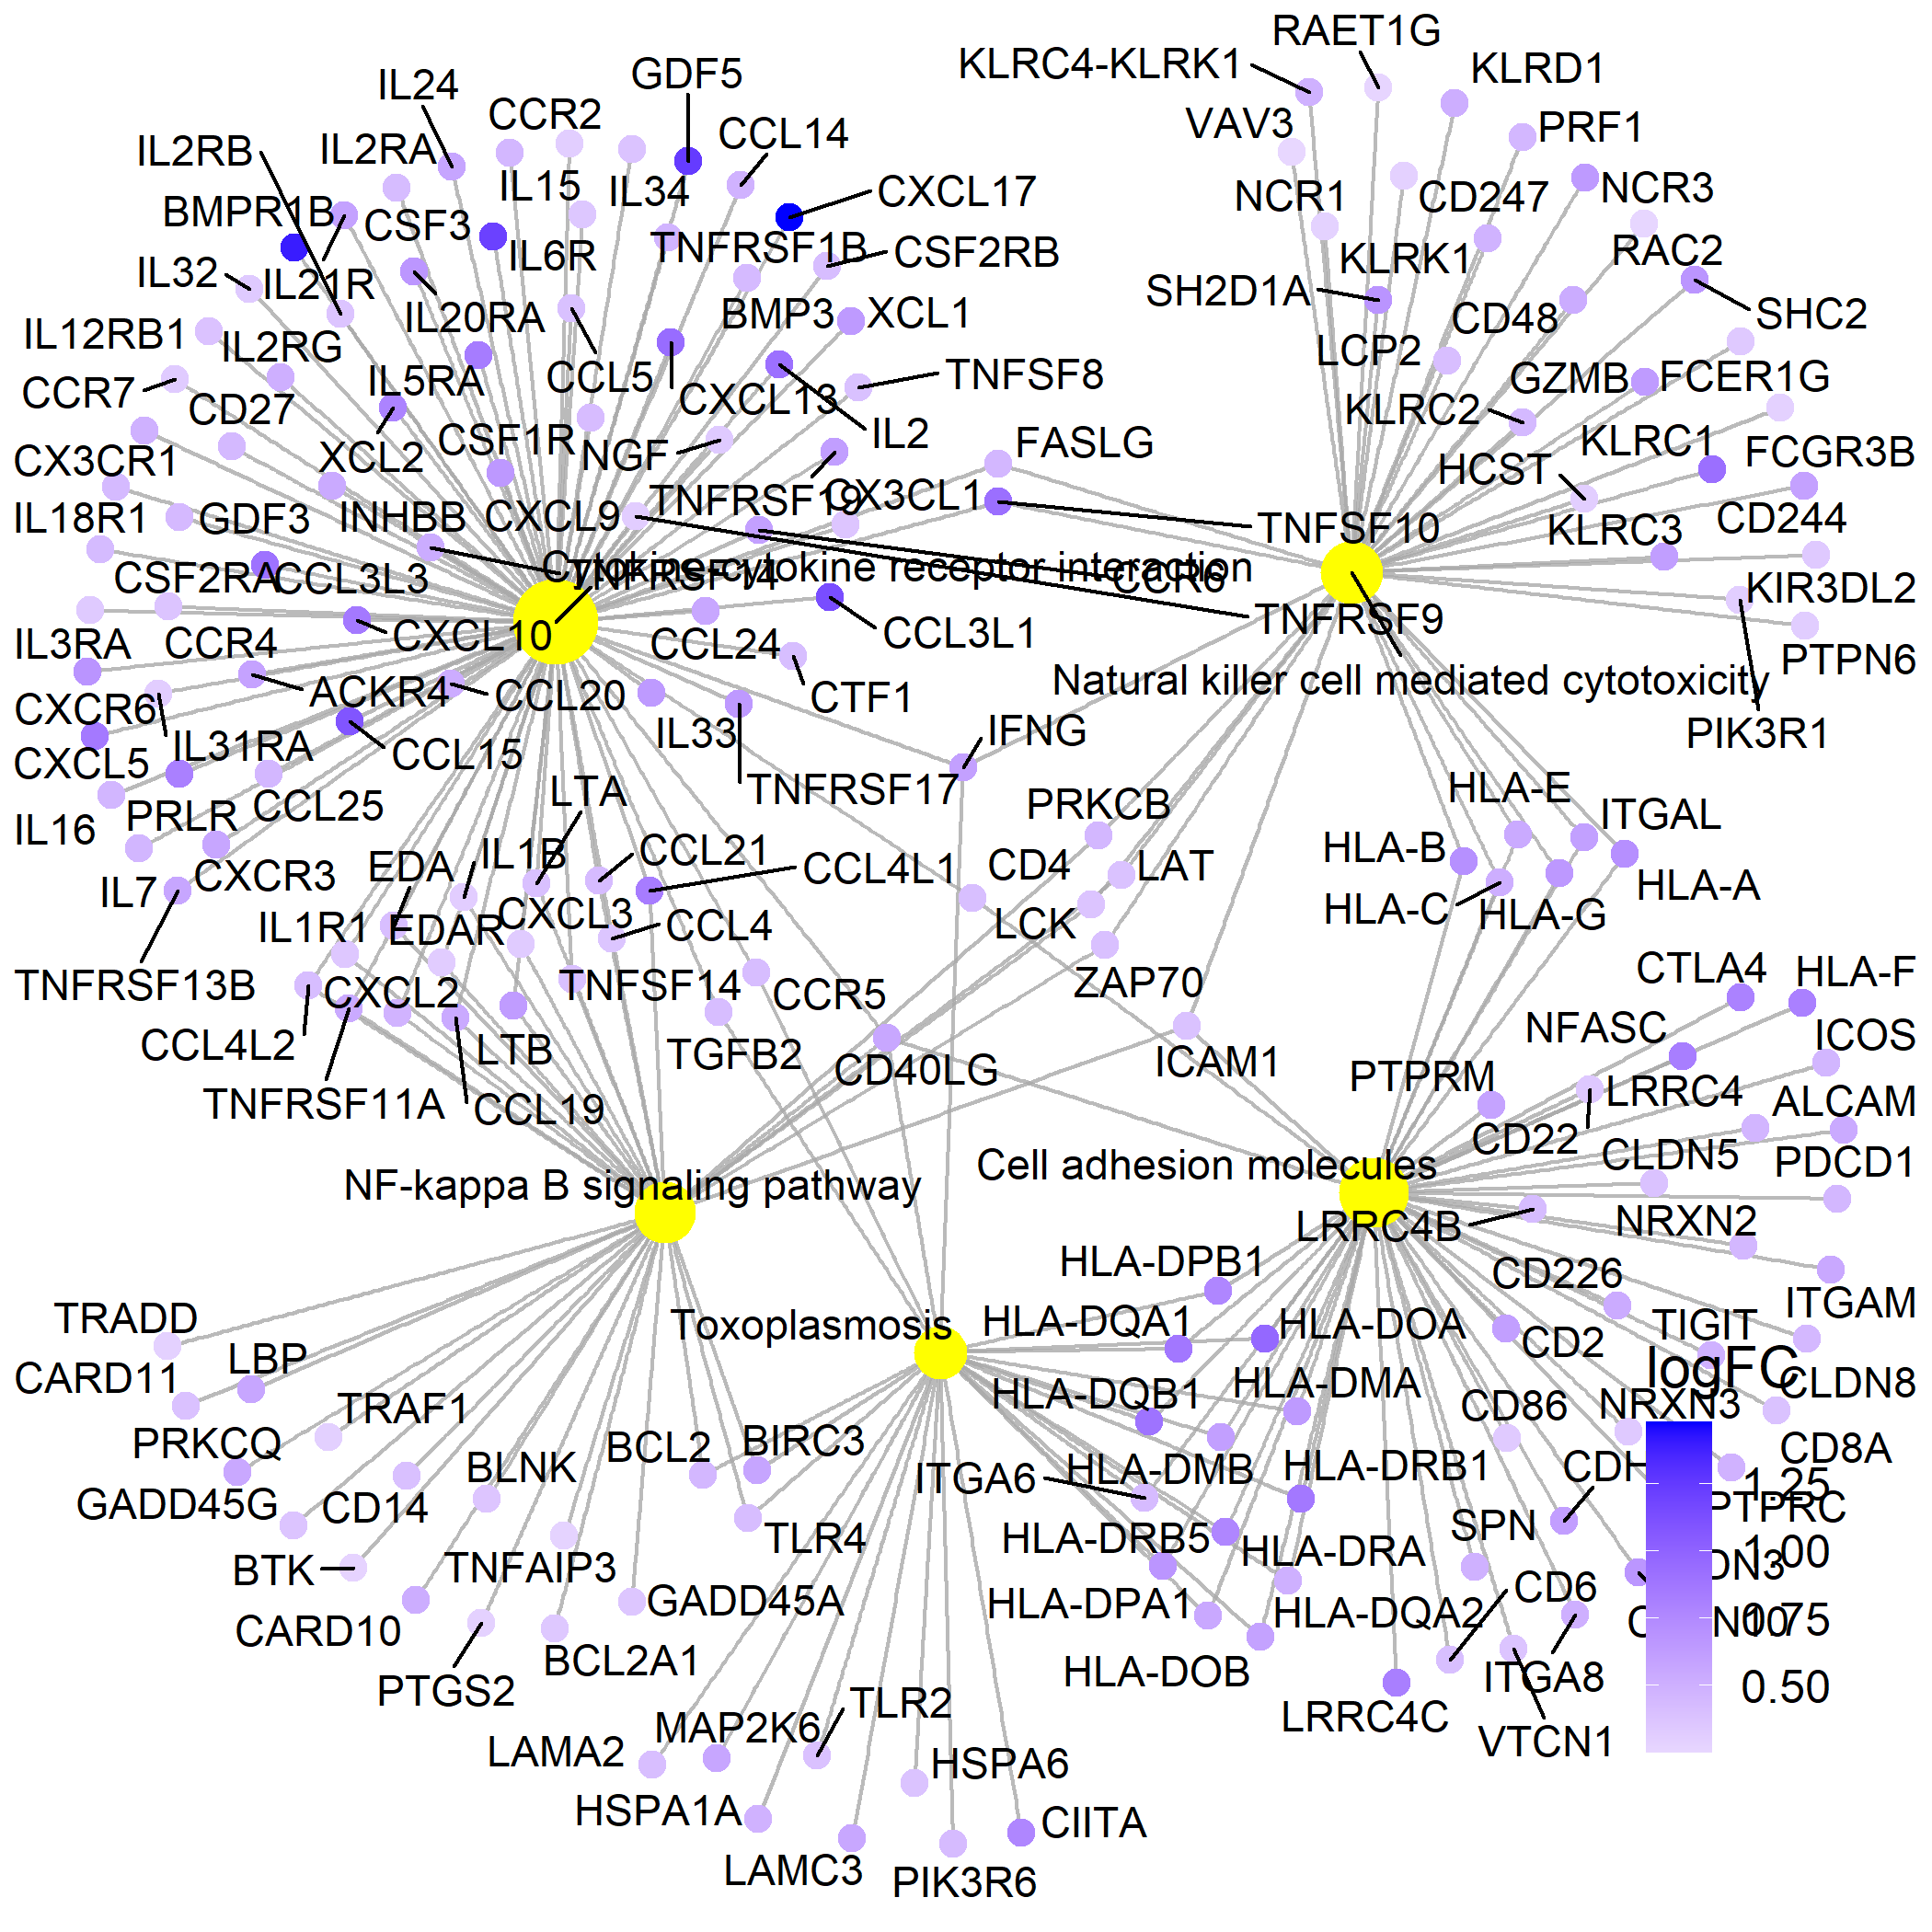 RAET1G
KLRC4-KLRK1
KLRD1
GDF5
IL24
CCR2
CCL14
VAV3
PRF1
IL2RB
IL2RA
IL15
IL34
CXCL17
NCR1
CD247
NCR3
BMPR1B
CSF3
IL6R
TNFRSF1B
CSF2RB
KLRK1
RAC2
IL32
IL21R
IL20RA
BMP3
XCL1
SH2D1A
CD48
SHC2
IL12RB1
IL2RG
IL5RA
CCL5
CXCL13
TNFSF8
LCP2
GZMB
FCER1G
CCR7
CD27
XCL2
CSF1R
NGF
IL2
FASLG
KLRC2
KLRC1
FCGR3B
CX3CR1
HCST
IL18R1
GDF3
INHBB
CXCL9
TNFRSF19
CX3CL1
TNFSF10
KLRC3
CD244
CSF2RA
CCL3L3
TNFRSF14
Cytokine-cytokine receptor interaction
CCR6
KIR3DL2
IL3RA
CCR4
CXCL10
CCL24
CCL3L1
TNFRSF9
PTPN6
CXCR6
ACKR4
CCL20
CTF1
Natural killer cell mediated cytotoxicity
CXCL5
IL31RA
CCL15
IL33
TNFRSF17
IFNG
PIK3R1
IL16
PRLR
CCL25
LTA
PRKCB
HLA-E
ITGAL
IL7
CXCR3
EDA
IL1B
CCL21
CCL4L1
CD4
LAT
HLA-B
HLA-A
IL1R1
EDAR
CXCL3
CCL4
LCK
HLA-C
HLA-G
TNFRSF13B
CXCL2
TNFSF14
CCR5
ZAP70
CTLA4
HLA-F
CCL4L2
LTB
TGFB2
CD40LG
ICAM1
NFASC
ICOS
TNFRSF11A
CCL19
PTPRM
LRRC4
ALCAM
CD22
CLDN5
PDCD1
NF-kappa B signaling pathway
Cell adhesion molecules
LRRC4B
NRXN2
HLA-DPB1
CD226
ITGAM
TRADD
Toxoplasmosis
HLA-DQA1
HLA-DOA
CD2
TIGIT
CARD11
LBP
HLA-DQB1
HLA-DMA
logFC
CLDN8
PRKCQ
TRAF1
BCL2
BIRC3
CD86
NRXN3
CD8A
GADD45G
CD14
BLNK
ITGA6
HLA-DMB
HLA-DRB1
CDH
1.25
PTPRC
BTK
TNFAIP3
TLR4
HLA-DRB5
HLA-DRA
SPN
1.00
DN3
CARD10
GADD45A
HLA-DPA1
HLA-DQA2
CD6
0.75
N10
PTGS2
BCL2A1
HLA-DOB
LRRC4C
ITGA8
0.50
LAMA2
MAP2K6
TLR2
VTCN1
HSPA1A
HSPA6
LAMC3
PIK3R6
CIITA